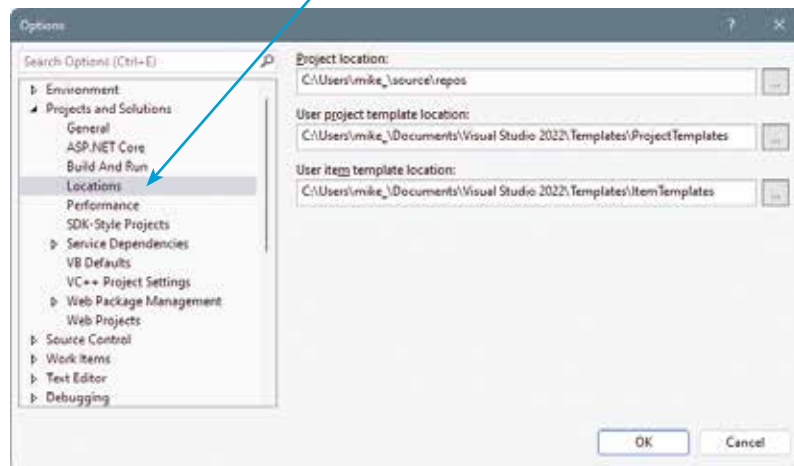 Options
? ×
Search Options (Ctrl+E)
Environment
Projects and Solutions
General
ASP.NET Core
Build And Run
Locations
Performance
SDK-Style Projects
Service Dependencies
VB Defaults
VC++ Project Settings
Web Package Management
Web Projects
Source Control
Work Items
Text Editor
Debugging
Project location:
C:\Users\mike_\source\repos
...
User project template location:
C:\Users\mike_\Documents\Visual Studio 2022\Templates\ProjectTemplates
...
User item template location:
C:\Users\mike_\Documents\Visual Studio 2022\Templates\ItemTemplates
...
OK
Cancel